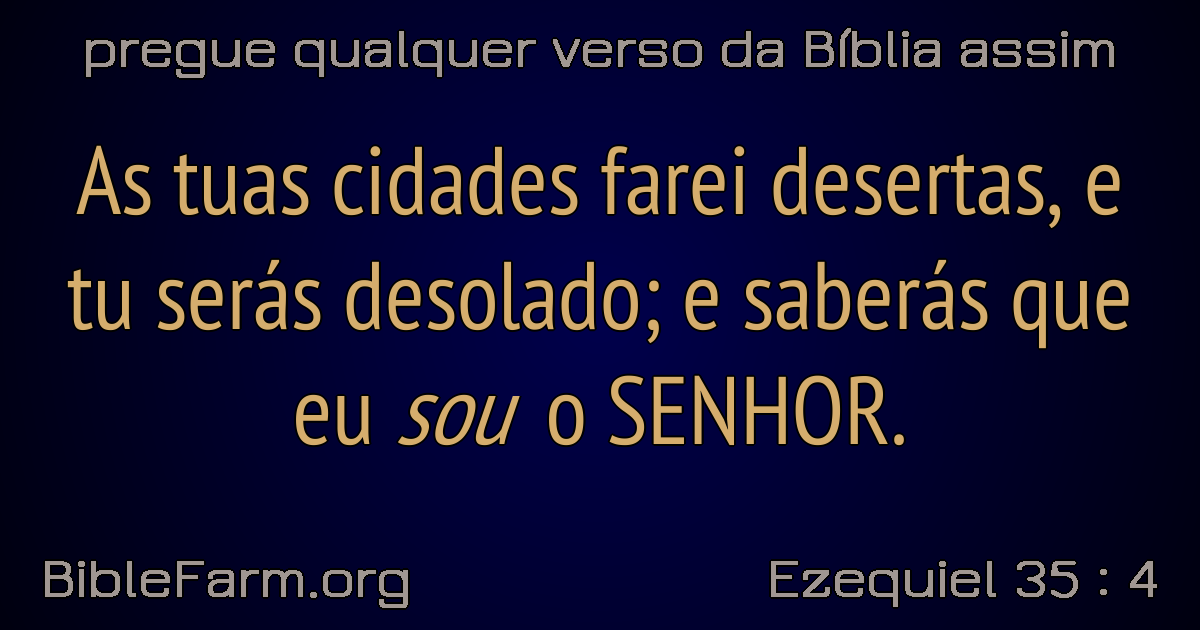 pregue qualquer verso da Bíblia assim
As tuas cidades farei desertas, e
tu serás desolado; e saberás que
eu sou o SENHOR.
BibleFarm.org
Ezequiel 35 : 4